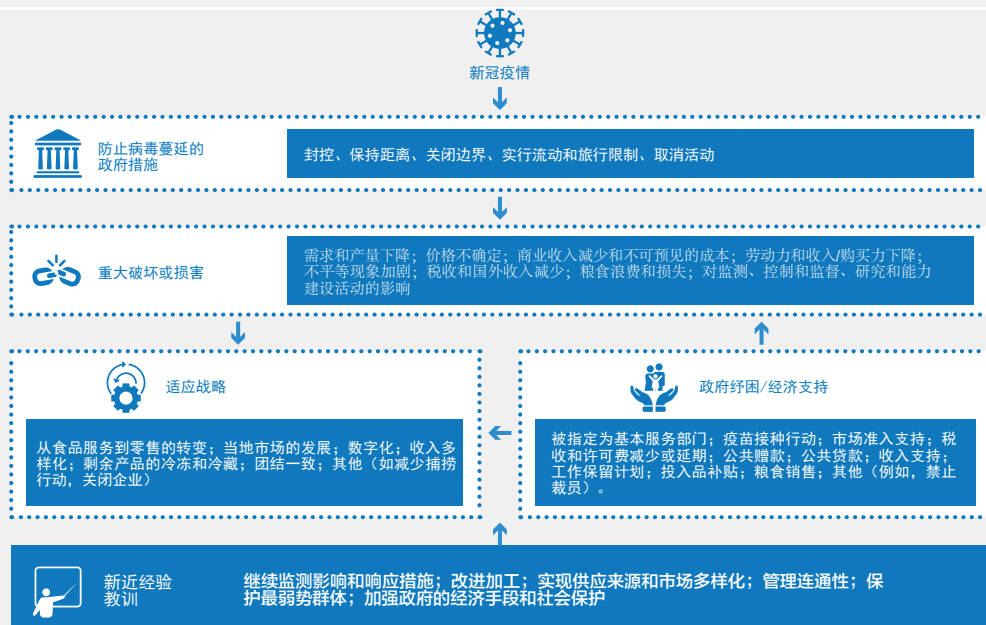 新冠疫情
防止病毒蔓延的
政府措施
封控、保持距离、关闭边界、实行流动和旅行限制、取消活动
重大破坏或损害
需求和产量下降；价格不确定；商业收入减少和不可预见的成本；劳动力和收入/购买力下降；
不平等现象加剧；税收和国外收入减少；粮食浪费和损失；对监测、控制和监督、研究和能力
建设活动的影响
适应战略
从食品服务到零售的转变；当地市场的发展；数字化；收入多
样化；剩余产品的冷冻和冷藏；团结一致；其他（如减少捕捞
行动，关闭企业）
政府纾困/经济支持
被指定为基本服务部门；疫苗接种行动；市场准入支持；税
收和许可费减少或延期；公共赠款；公共贷款；收入支持；
工作保留计划；投入品补贴；粮食销售；其他（例如，禁止
裁员）。
新近经验
教训
继续监测影响和响应措施；改进加工；实现供应来源和市场多样化；管理连通性；保
护最弱势群体；加强政府的经济手段和社会保护